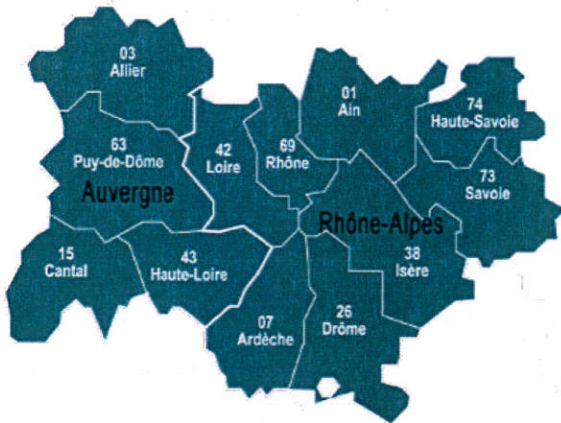 03
Allier
01
Ain
74
Haute-Savoie
63
Puy-de-Dôme
42
Loire
69
Rhône
73
Savoie
Auvergne
Rhône-Alpes
15
Cantal
43
Haute-Loire
38
Isère
07
Ardèche
26
Drôme